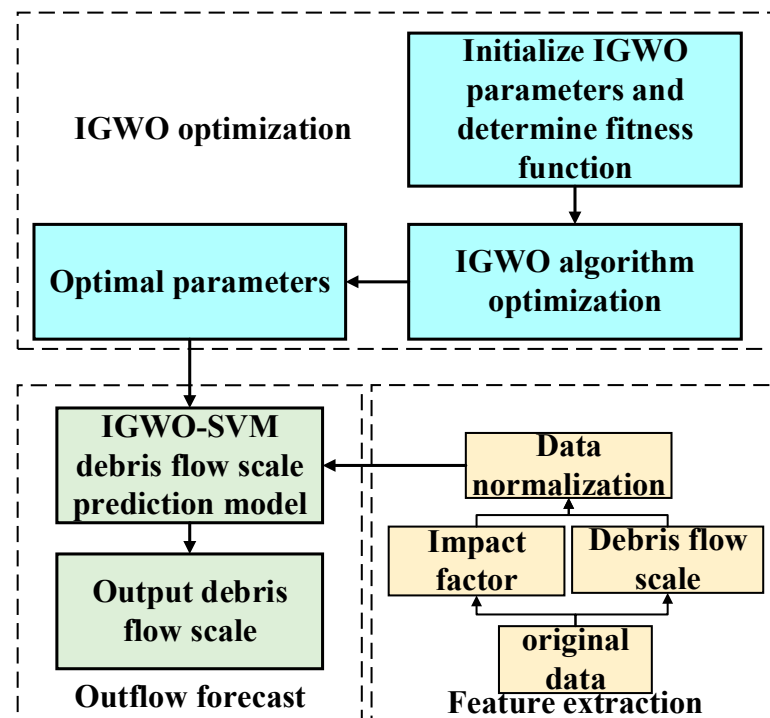 Initialize IGWO
parameters and
determine fitness
function
IGWO optimization
Optimal parameters
IGWO algorithm
optimization
IGWO-SVM
debris flow scale
prediction model
Data
normalization
Impact
factor
Debris flow
scale
Output debris
flow scale
original
data
Outflow forecast
Feature extraction